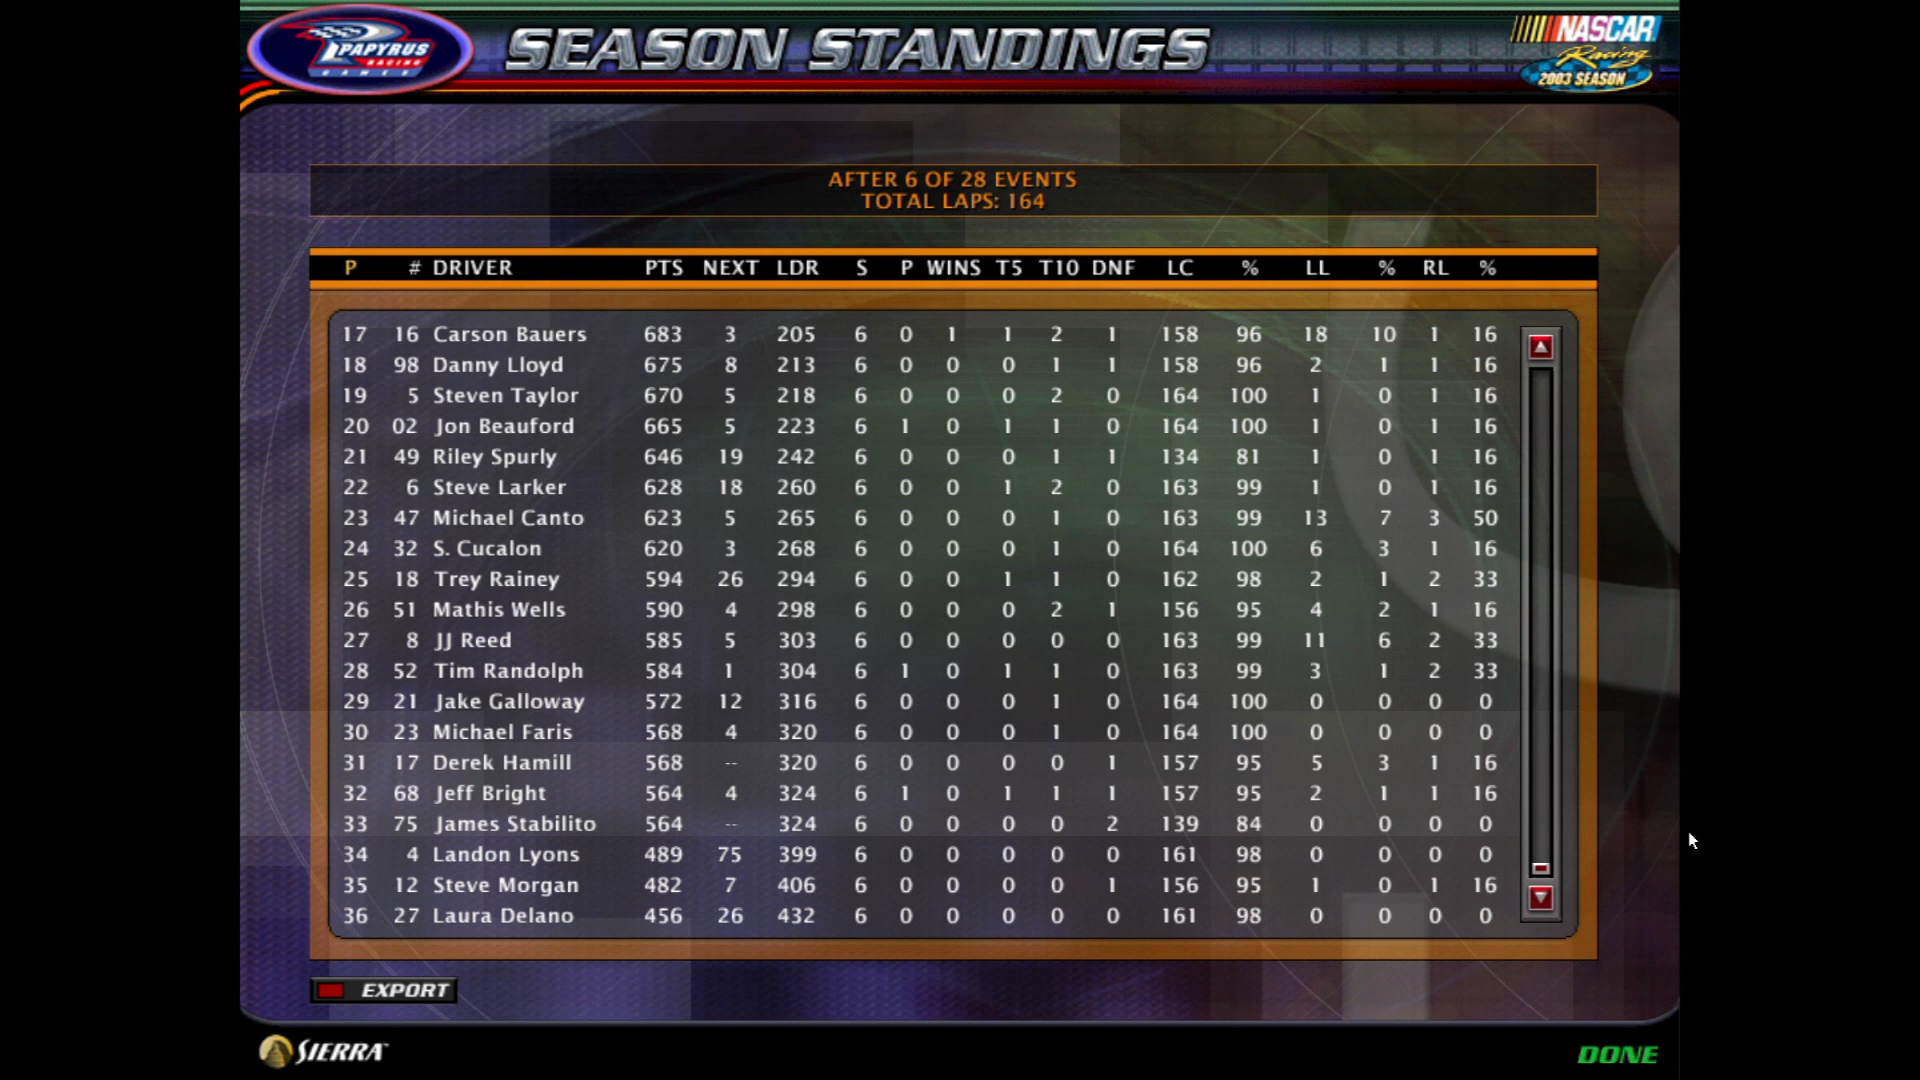 PAPYRUS
RACING
GAMES
SEASON STANDINGS
NASCAR
Racing
2003 SEASON
AFTER 6 OF 28 EVENTS
TOTAL LAPS: 164
P # DRIVER PTS NEXT LDR S P WINS T5 T10 DNF LC % LL % RL %
17 16 Carson Bauers 683 3 205 6 0 1 1 2 1 158 96 18 10 1 16
18 98 Danny Lloyd 675 8 213 6 0 0 0 1 1 158 96 2 1 1 16
19 5 Steven Taylor 670 5 218 6 0 0 0 2 0 164 100 1 0 1 16
20 02 Jon Beauford 665 5 223 6 1 0 1 1 0 164 100 1 0 1 16
21 49 Riley Spurly 646 19 242 6 0 0 0 1 1 134 81 1 0 1 16
22 6 Steve Larker 628 18 260 6 0 0 1 2 0 163 99 1 0 1 16
23 47 Michael Canto 623 5 265 6 0 0 0 1 0 163 99 13 7 3 50
24 32 S. Cucalon 620 3 268 6 0 0 0 1 0 164 100 6 3 1 16
25 18 Trey Rainey 594 26 294 6 0 0 1 1 0 162 98 2 1 2 33
26 51 Mathis Wells 590 4 298 6 0 0 0 2 1 156 95 4 2 1 16
27 8 JJ Reed 585 5 303 6 0 0 0 0 0 163 99 11 6 2 33
28 52 Tim Randolph 584 1 304 6 1 0 1 1 0 163 99 3 1 2 33
29 21 Jake Galloway 572 12 316 6 0 0 0 1 0 164 100 0 0 0 0
30 23 Michael Faris 568 4 320 6 0 0 0 1 0 164 100 0 0 0 0
31 17 Derek Hamill 568 -- 320 6 0 0 0 0 1 157 95 5 3 1 16
32 68 Jeff Bright 564 4 324 6 1 0 1 1 1 157 95 2 1 1 16
33 75 James Stabilito 564 -- 324 6 0 0 0 0 2 139 84 0 0 0 0
34 4 Landon Lyons 489 75 399 6 0 0 0 0 0 161 98 0 0 0 0
35 12 Steve Morgan 482 7 406 6 0 0 0 0 1 156 95 1 0 1 16
36 27 Laura Delano 456 26 432 6 0 0 0 0 0 161 98 0 0 0 0
EXPORT
SIERRA
DONE